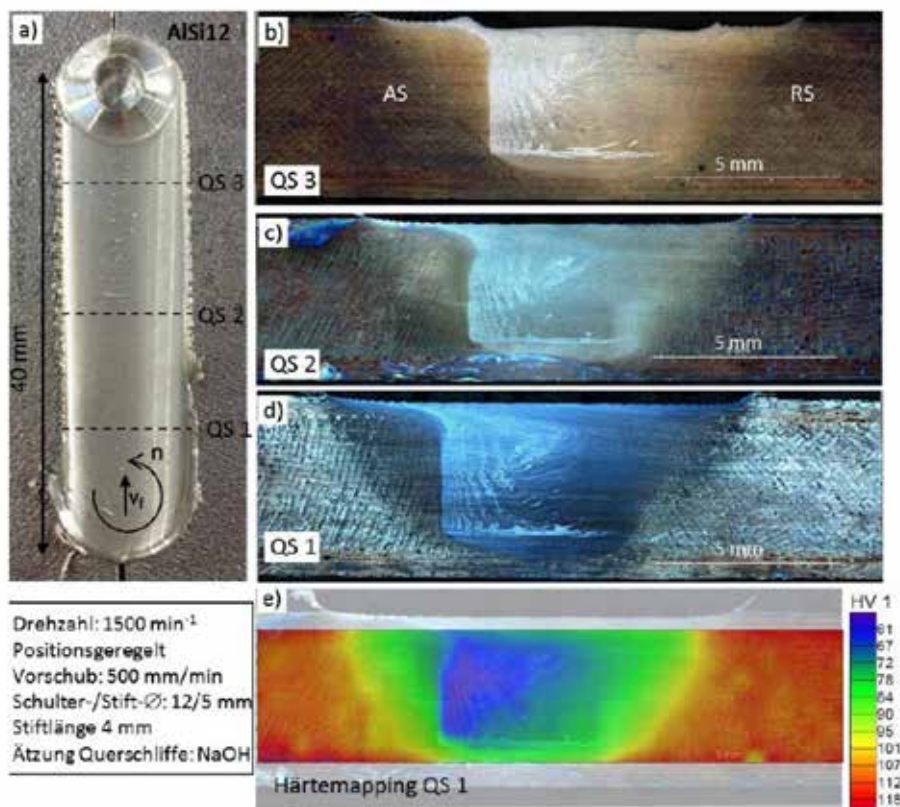 a)
AlSi12
40 mm
QS 3
QS 2
QS 1
n
vf
b)
AS
RS
QS 3
5 mm
c)
QS 2
5 mm
d)
QS 1
5 mm
Drehzahl: 1500 min-1
Positionsgeregelt
Vorschub: 500 mm/min
Schulter-/Stift-Ø: 12/5 mm
Stiftlänge 4 mm
Ätzung Querschliffe: NaOH
e)
Härtemapping QS 1
HV 1
61
67
72
78
84
90
95
101
107
112
118